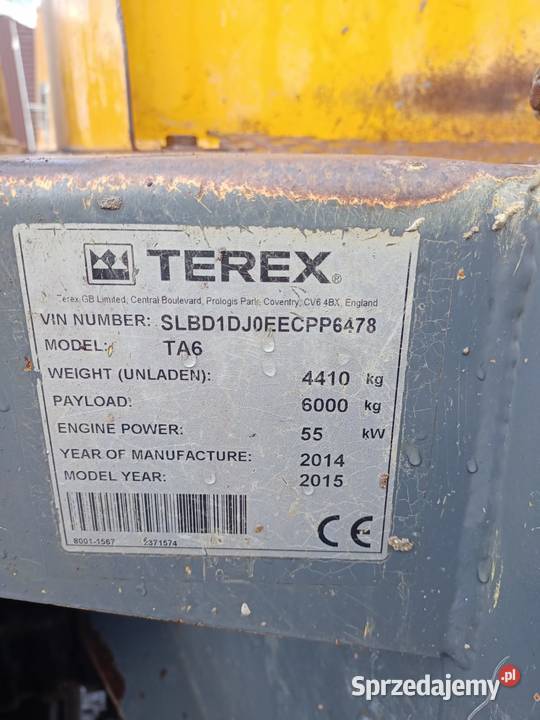 TEREX®
Terex GB Limited, Central Boulevard, Prologis Park, Coventry, CV6 4BX, England
VIN NUMBER: SLBD1DJ0EECPP6478
MODEL: TA6
WEIGHT (UNLADEN): 4410 kg
PAYLOAD: 6000 kg
ENGINE POWER: 55 kW
YEAR OF MANUFACTURE: 2014
MODEL YEAR: 2015
8001-1567 2371574
CE
Sprzedajemy.pl